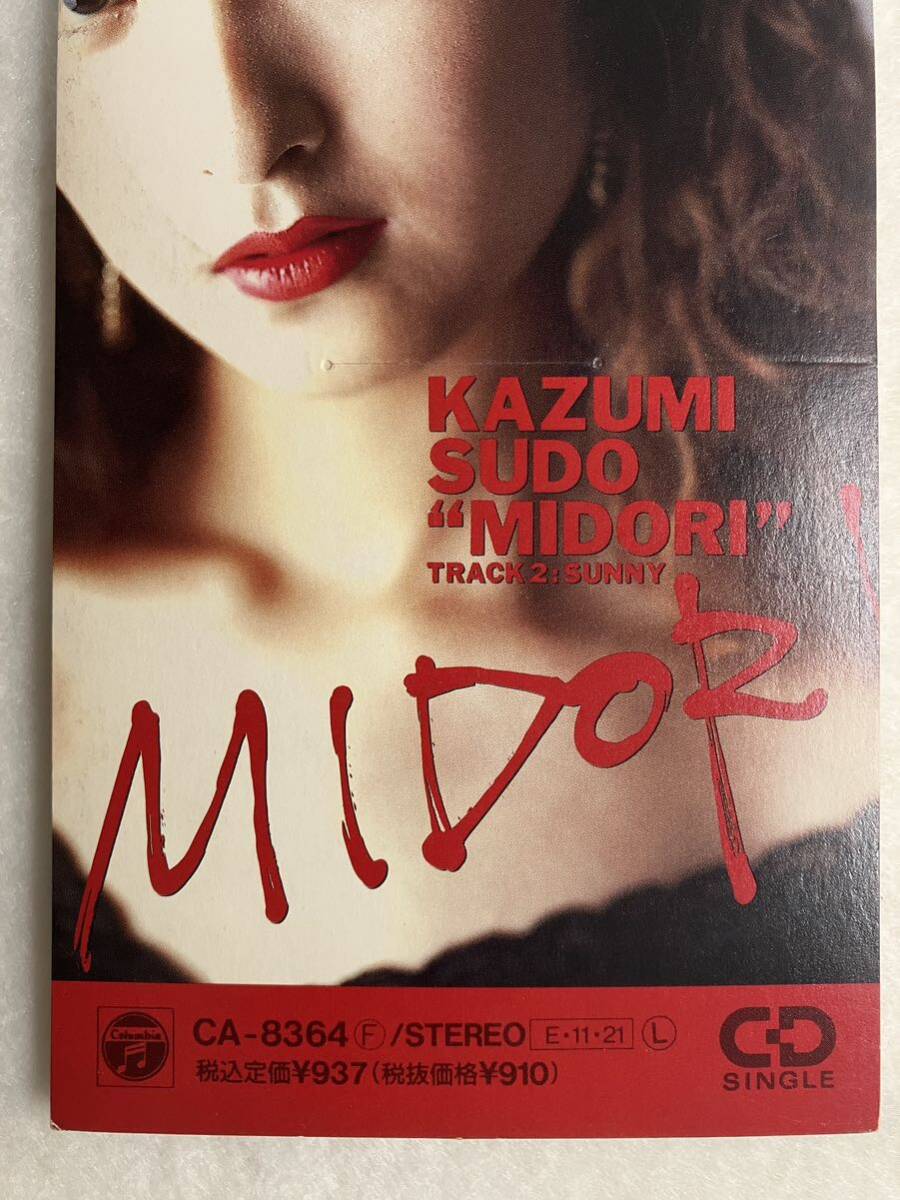 KAZUMI
SUDO
“MIDORI”
TRACK 2: SUNNY
MIDORI
Columbia
CA-8364 Ⓕ/STEREO E・11・21 Ⓛ
税込定価¥937(税抜価格¥910)
CD
SINGLE